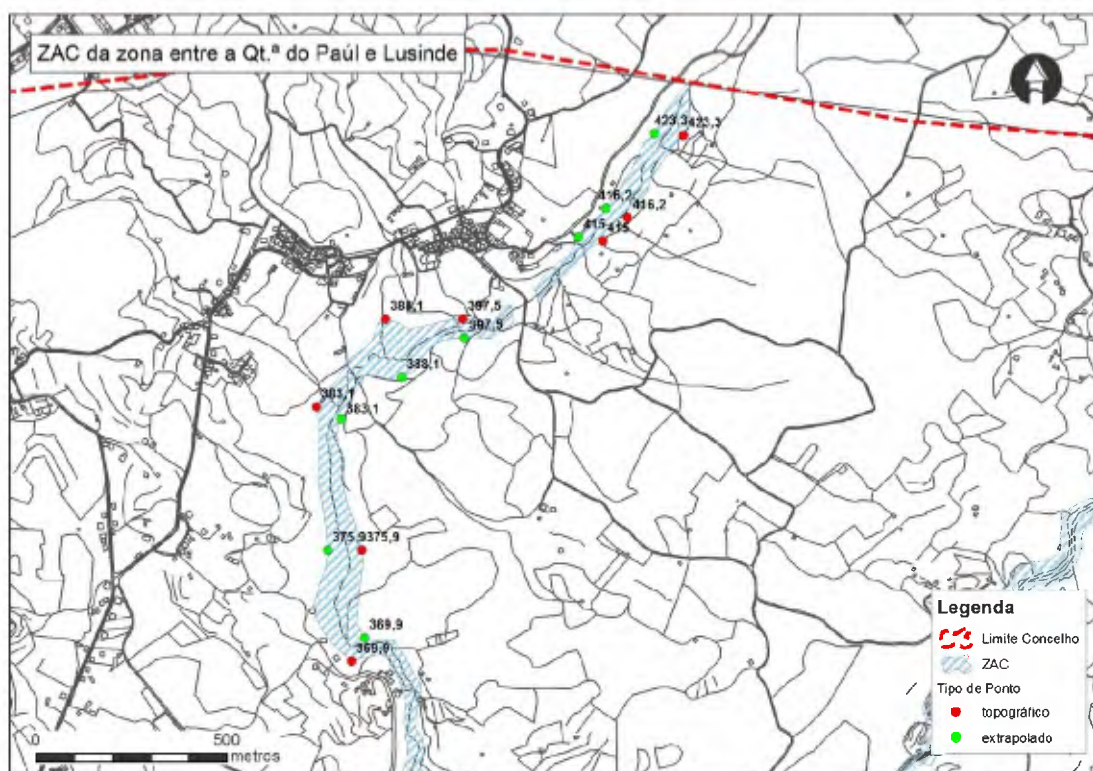 ZAC da zona entre a Qt.ª do Paúl e Lusinde
423,3 423,3
416,2
416,2
415 415
388,1
397,5
397,5
388,1
383,1
383,1
375,9 375,9
369,9
369,9
Legenda
Limite Concelho
ZAC
Tipo de Ponto
topográfico
extrapolado
0 500
metros